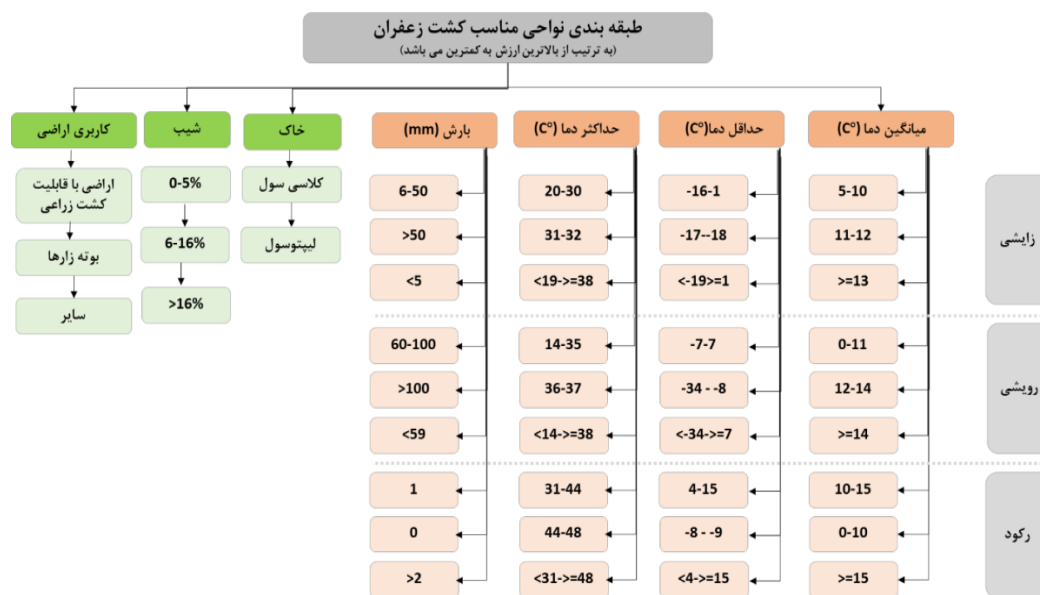 طبقه بندی نواحی مناسب کشت زعفران
(به ترتیب از بالاترین ارزش به کمترین می باشد)
میانگین دما (C°)
حداقل دما(C°)
حداکثر دما (C°)
بارش (mm)
خاک
شیب
کاربری اراضی
کلاسی سول
لیپتوسول
0-5%
6-16%
>16%
اراضی با قابلیت
کشت زراعی
بوته زارها
سایر
زایشی
5-10
-16-1
20-30
6-50
11-12
-17--18
31-32
>50
>=13
<-19>=1
<19->=38
<5
رویشی
0-11
-7-7
14-35
60-100
12-14
-34 - -8
36-37
>100
>=14
<-34->=7
<14->=38
<59
رکود
10-15
4-15
31-44
1
0-10
-8 - -9
44-48
0
>=15
<4->=15
<31->=48
>2